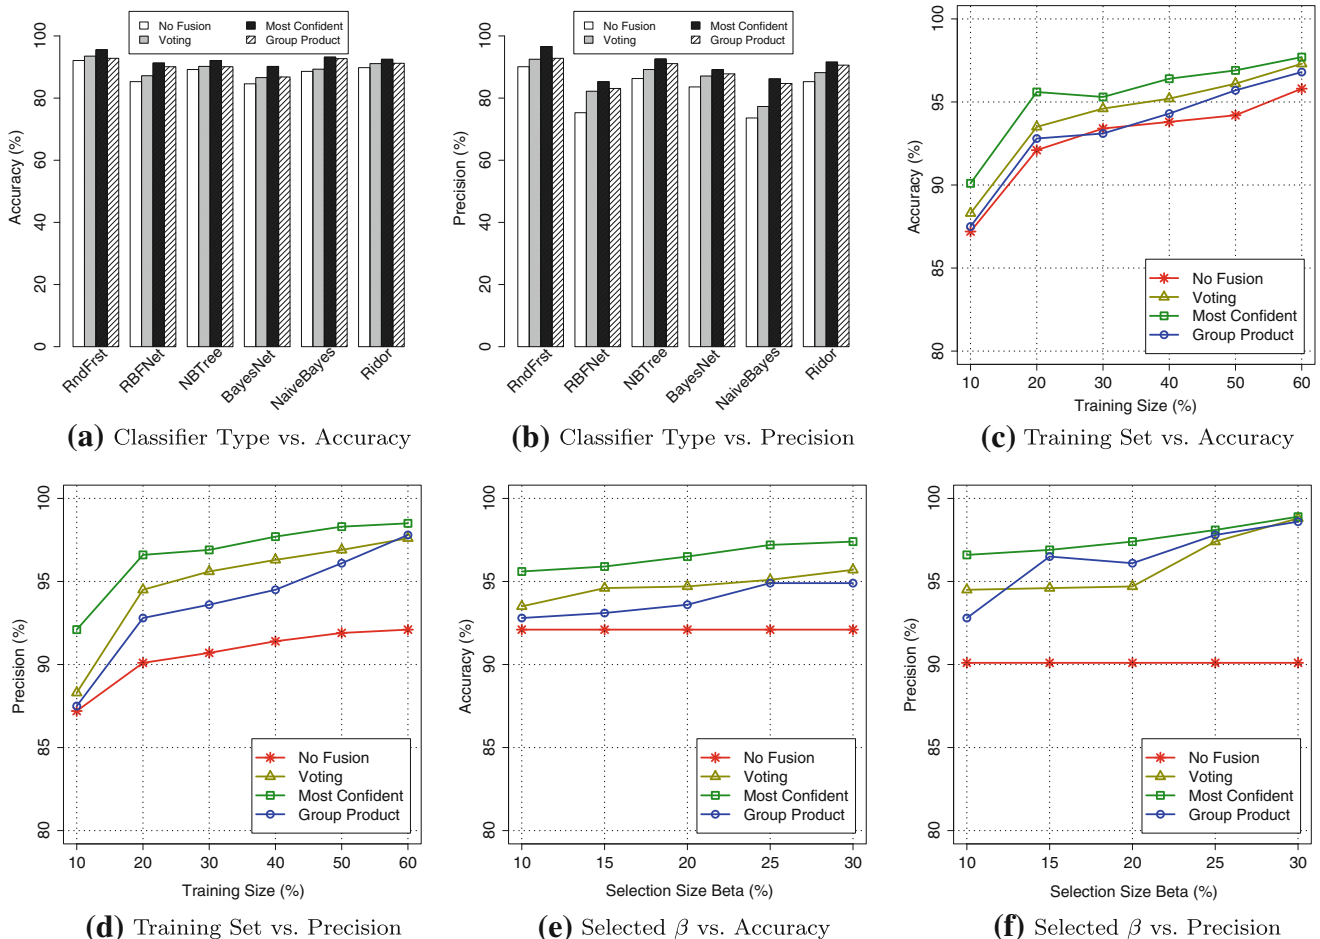 No Fusion
Voting
Most Confident
Group Product
Accuracy (%)
0 20 40 60 80 100
RndFrst RBFNet NBTree BayesNet NaiveBayes Ridor
(a) Classifier Type vs. Accuracy
No Fusion
Voting
Most Confident
Group Product
Precision (%)
0 20 40 60 80 100
RndFrst RBFNet NBTree BayesNet NaiveBayes Ridor
(b) Classifier Type vs. Precision
Accuracy (%)
80 85 90 95 100
No Fusion
Voting
Most Confident
Group Product
10 20 30 40 50 60
Training Size (%)
(c) Training Set vs. Accuracy
Precision (%)
80 85 90 95 100
No Fusion
Voting
Most Confident
Group Product
10 20 30 40 50 60
Training Size (%)
(d) Training Set vs. Precision
Accuracy (%)
80 85 90 95 100
No Fusion
Voting
Most Confident
Group Product
10 15 20 25 30
Selection Size Beta (%)
(e) Selected β vs. Accuracy
Precision (%)
80 85 90 95 100
No Fusion
Voting
Most Confident
Group Product
10 15 20 25 30
Selection Size Beta (%)
(f) Selected β vs. Precision